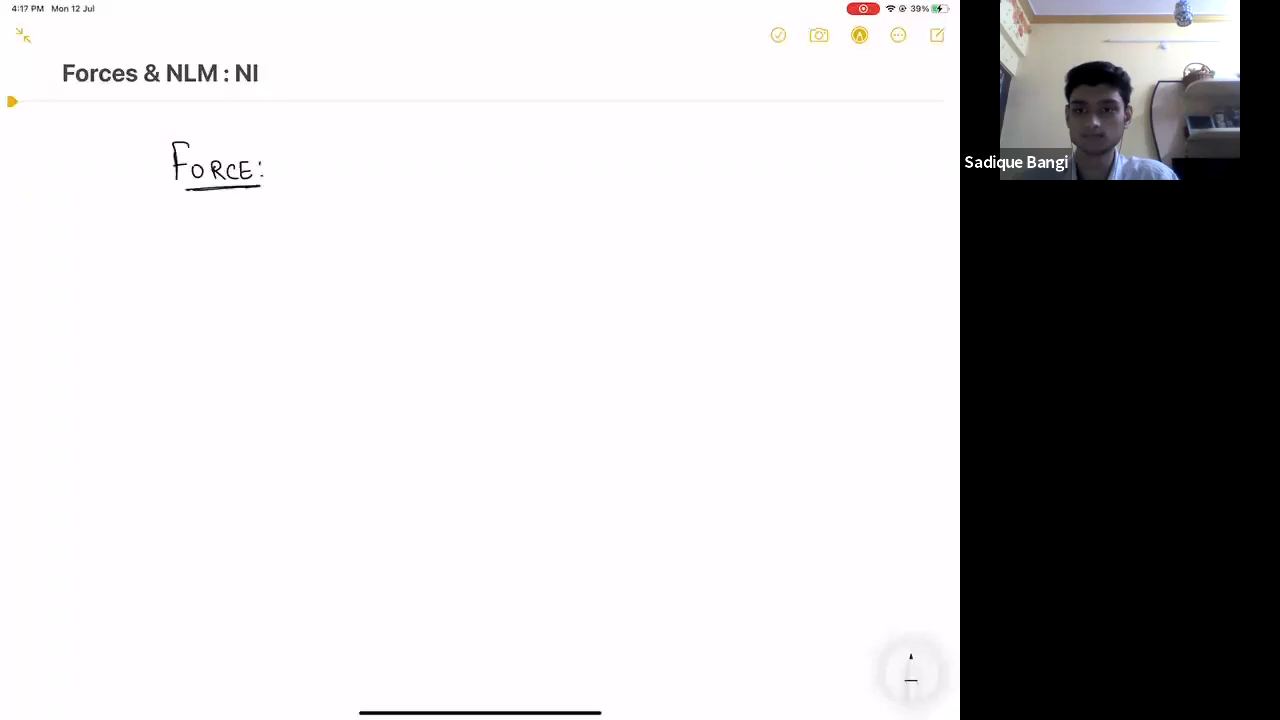 4:17 PM Mon 12 Jul
39%
Forces & NLM : NI
FORCE:
Sadique Bangi